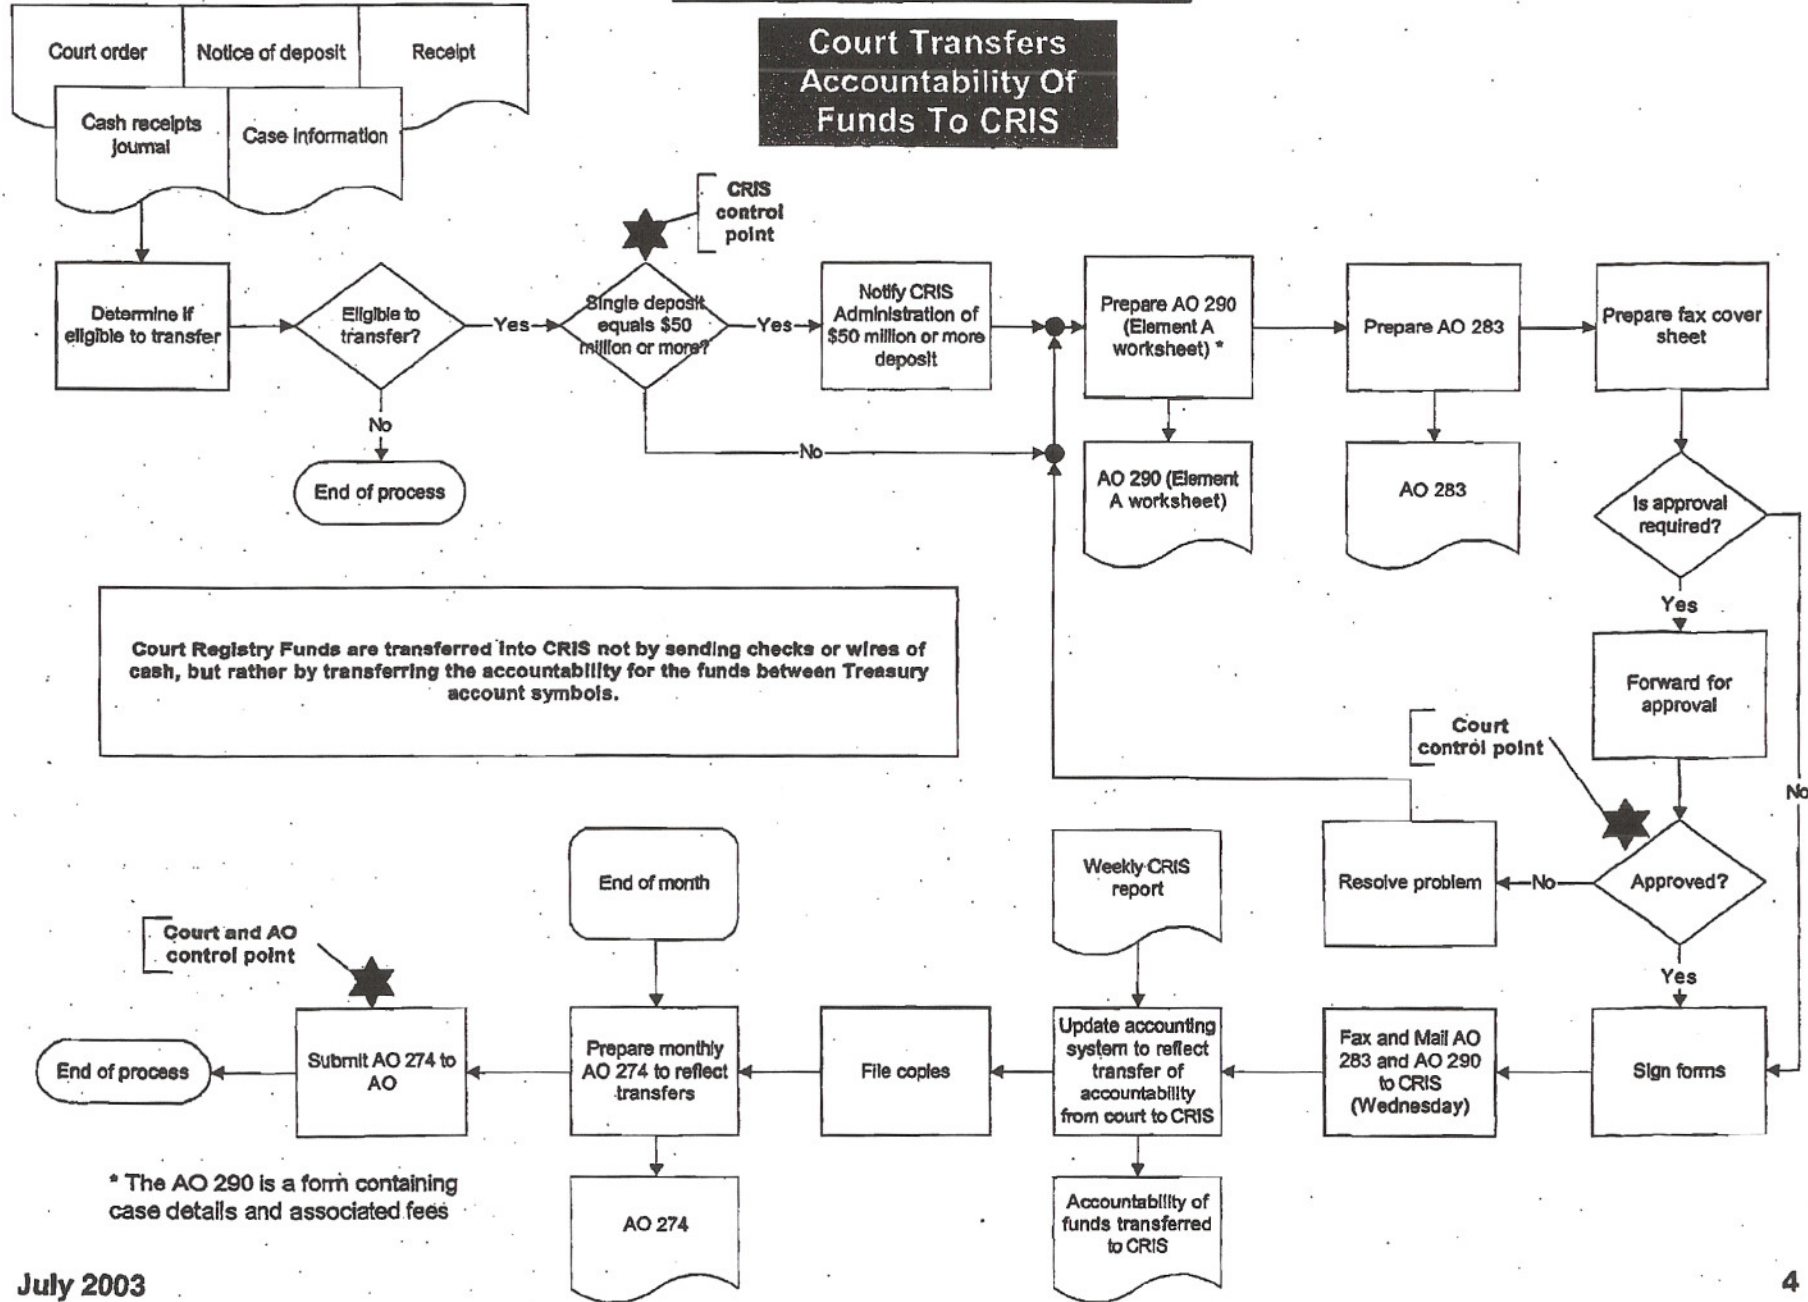 Court Transfers
Accountability Of
Funds To CRIS
Court order
Notice of deposit
Receipt
Cash receipts
journal
Case information
CRIS
control
point
Determine if
eligible to transfer
Eligible to
transfer?
Yes
Single deposit
equals $50
million or more?
Yes
Notify CRIS
Administration of
$50 million or more
deposit
Prepare AO 290
(Element A
worksheet) *
Prepare AO 283
Prepare fax cover
sheet
No
End of process
No
AO 290 (Element
A worksheet)
AO 283
Is approval
required?
Yes
No
Court Registry Funds are transferred into CRIS not by sending checks or wires of
cash, but rather by transferring the accountability for the funds between Treasury
account symbols.
Forward for
approval
Court
control point
Approved?
No
Resolve problem
Yes
Weekly CRIS
report
End of month
Court and AO
control point
Sign forms
Fax and Mail AO
283 and AO 290
to CRIS
(Wednesday)
Update accounting
system to reflect
transfer of
accountability
from court to CRIS
File copies
Prepare monthly
AO 274 to reflect
transfers
Submit AO 274 to
AO
End of process
Accountability of
funds transferred
to CRIS
AO 274
* The AO 290 is a form containing
case details and associated fees
July 2003
4